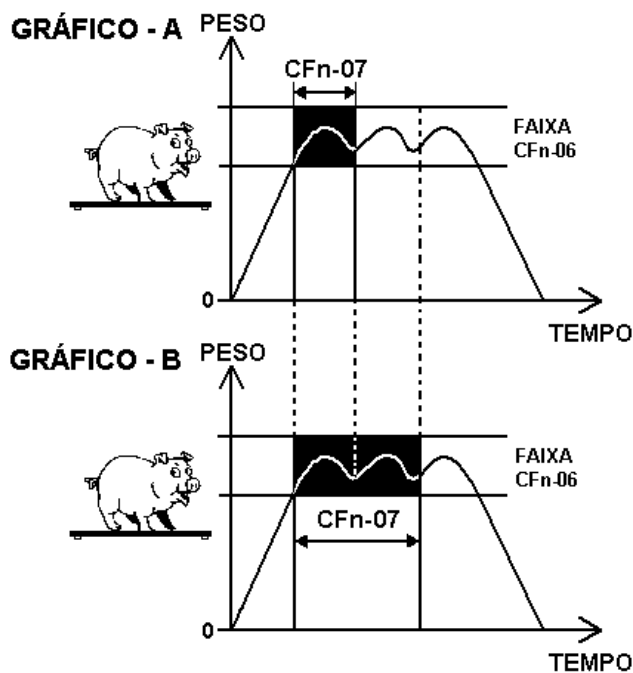 GRÁFICO - A
PESO
CFn-07
FAIXA
CFn-06
0
TEMPO
GRÁFICO - B
PESO
FAIXA
CFn-06
CFn-07
0
TEMPO